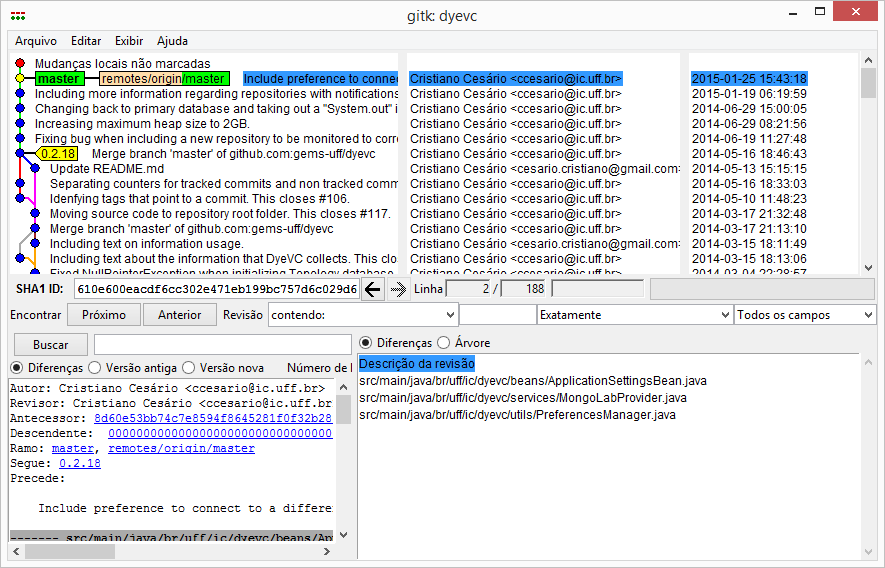 gitk: dyevc
Arquivo Editar Exibir Ajuda
Mudanças locais não marcadas
master remotes/origin/master Include preference to connec Cristiano Cesário <ccesario@ic.uff.br> 2015-01-25 15:43:18
Including more information regarding repositories with notifications Cristiano Cesário <ccesario@ic.uff.br> 2015-01-19 06:19:59
Changing back to primary database and taking out a "System.out" i Cristiano Cesário <ccesario@ic.uff.br> 2014-06-29 15:00:05
Increasing maximum heap size to 2GB. Cristiano Cesário <ccesario@ic.uff.br> 2014-06-29 08:21:56
Fixing bug when including a new repository to be monitored to corre Cristiano Cesário <ccesario@ic.uff.br> 2014-06-19 11:27:48
0.2.18 Merge branch 'master' of github.com:gems-uff/dyevc Cristiano Cesário <ccesario@ic.uff.br> 2014-05-16 18:46:43
Update README.md Cristiano Cesário <cesario.cristiano@gmail.com> 2014-05-13 15:15:15
Separating counters for tracked commits and non tracked comm Cristiano Cesário <ccesario@ic.uff.br> 2014-05-16 18:33:03
Idenfying tags that point to a commit. This closes #106. Cristiano Cesário <ccesario@ic.uff.br> 2014-05-10 11:48:23
Moving source code to repository root folder. This closes #117. Cristiano Cesário <ccesario@ic.uff.br> 2014-03-17 21:32:48
Merge branch 'master' of github.com:gems-uff/dyevc Cristiano Cesário <ccesario@ic.uff.br> 2014-03-17 21:13:10
Including text on information usage. Cristiano Cesário <cesario.cristiano@gmail.com> 2014-03-15 18:11:49
Including text about the information that DyeVC collects. This clos Cristiano Cesário <ccesario@ic.uff.br> 2014-03-15 18:13:06
Fixed NullPointerException when initializing Topology database Cristiano Cesário <ccesario@ic.uff.br> 2014-03-04 22:28:57
SHA1 ID: 610e600eacdf6cc302e471eb199bc757d6c029d6 Linha 2 / 188
Encontrar Próximo Anterior Revisão contendo: Exatamente Todos os campos
Buscar
Diferenças Árvore
Diferenças Versão antiga Versão nova Número de l
Descrição da revisão
src/main/java/br/uff/ic/dyevc/beans/ApplicationSettingsBean.java
src/main/java/br/uff/ic/dyevc/services/MongoLabProvider.java
src/main/java/br/uff/ic/dyevc/utils/PreferencesManager.java
Autor: Cristiano Cesário <ccesario@ic.uff.br>
Revisor: Cristiano Cesário <ccesario@ic.uff.br
Antecessor: 8d60e53bb74c7e8594f8645281f0f32b28
Descendente: 000000000000000000000000000000
Ramo: master, remotes/origin/master
Segue: 0.2.18
Precede:
Include preference to connect to a differe
------- src/main/java/br/uff/ic/dyevc/beans/Ap